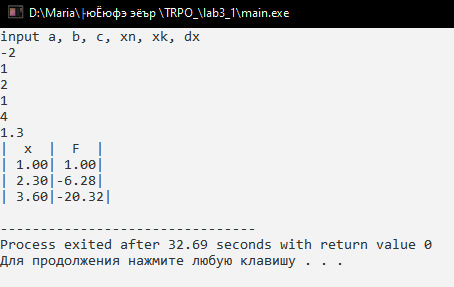 D:\Maria\├юЁюфэ эёър \TRPO_\lab3_1\main.exe
input a, b, c, xn, xk, dx
-2
1
2
1
4
1.3
|  x  |  F  |
| 1.00| 1.00|
| 2.30|-6.28|
| 3.60|-20.32|
--------------------------------
Process exited after 32.69 seconds with return value 0
Для продолжения нажмите любую клавишу . . .